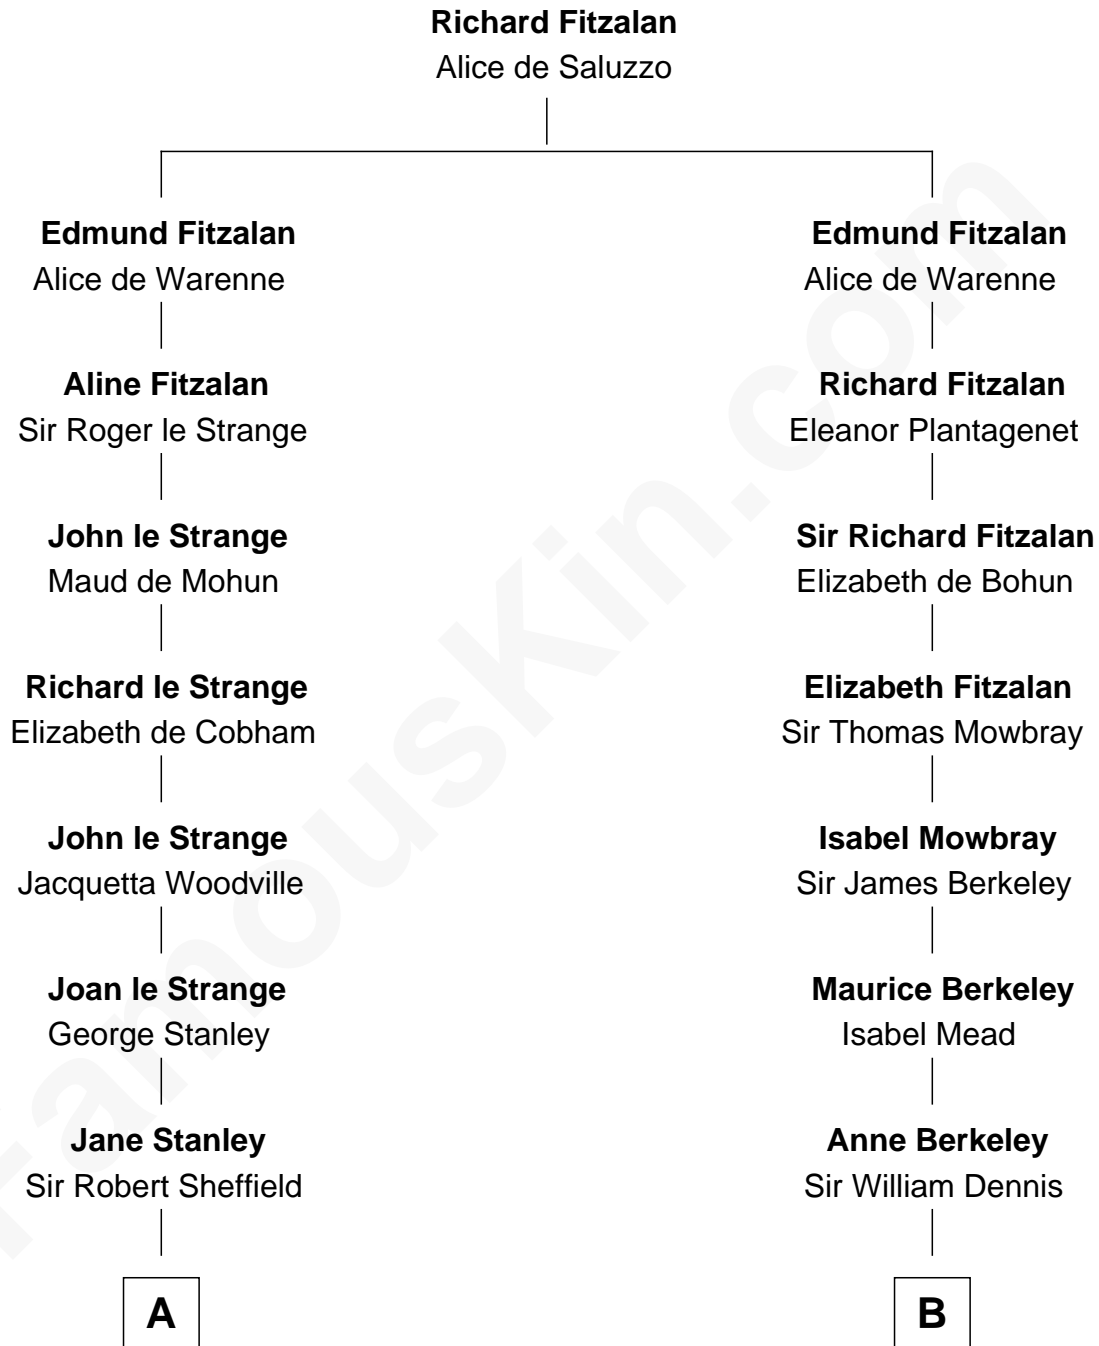 Richard Fitzalan
Alice de Saluzzo
Edmund Fitzalan
Alice de Warenne
Aline Fitzalan
Sir Roger le Strange
John le Strange
Maud de Mohun
Richard le Strange
Elizabeth de Cobham
John le Strange
Jacquetta Woodville
Joan le Strange
George Stanley
Jane Stanley
Sir Robert Sheffield
A
Edmund Fitzalan
Alice de Warenne
Richard Fitzalan
Eleanor Plantagenet
Sir Richard Fitzalan
Elizabeth de Bohun
Elizabeth Fitzalan
Sir Thomas Mowbray
Isabel Mowbray
Sir James Berkeley
Maurice Berkeley
Isabel Mead
Anne Berkeley
Sir William Dennis
B
FamousKin.com